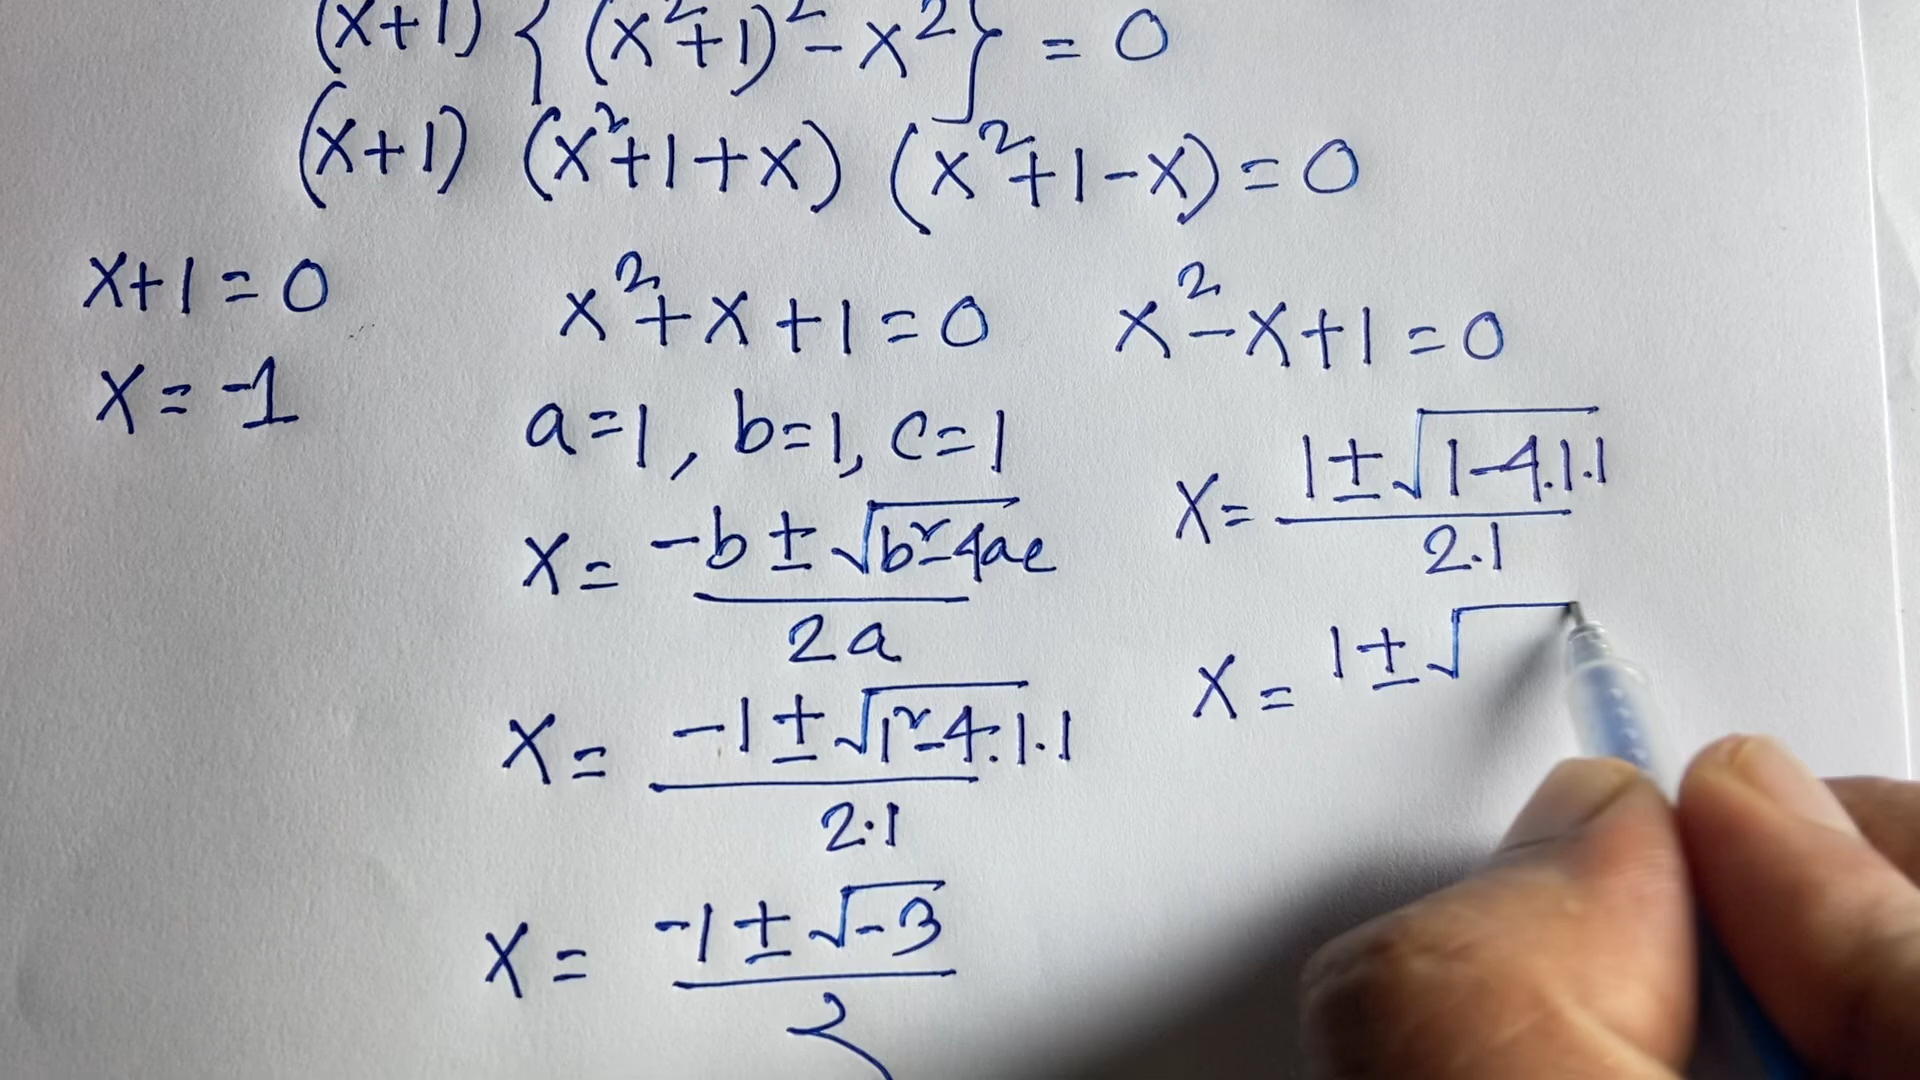 (x+1) { (x²+1)² - x² } = 0
(x+1) (x²+1+x) (x²+1-x) = 0
x+1 = 0
x = -1
x²+x+1 = 0
a=1, b=1, c=1
x = (-b ± √(b²-4ac)) / 2a
x = (-1 ± √(1²-4.1.1)) / 2.1
x = (-1 ± √-3) / 2
x²-x+1 = 0
x = (1 ± √(1-4.1.1)) / 2.1
x = 1 ± √